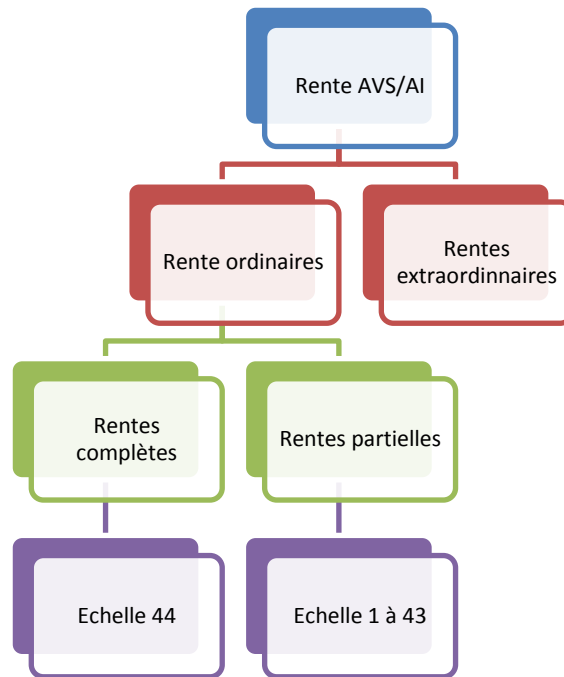 Rente AVS/AI
Rente ordinaires
Rentes
extraordinnaires
Rentes
complètes
Rentes partielles
Echelle 44
Echelle 1 à 43